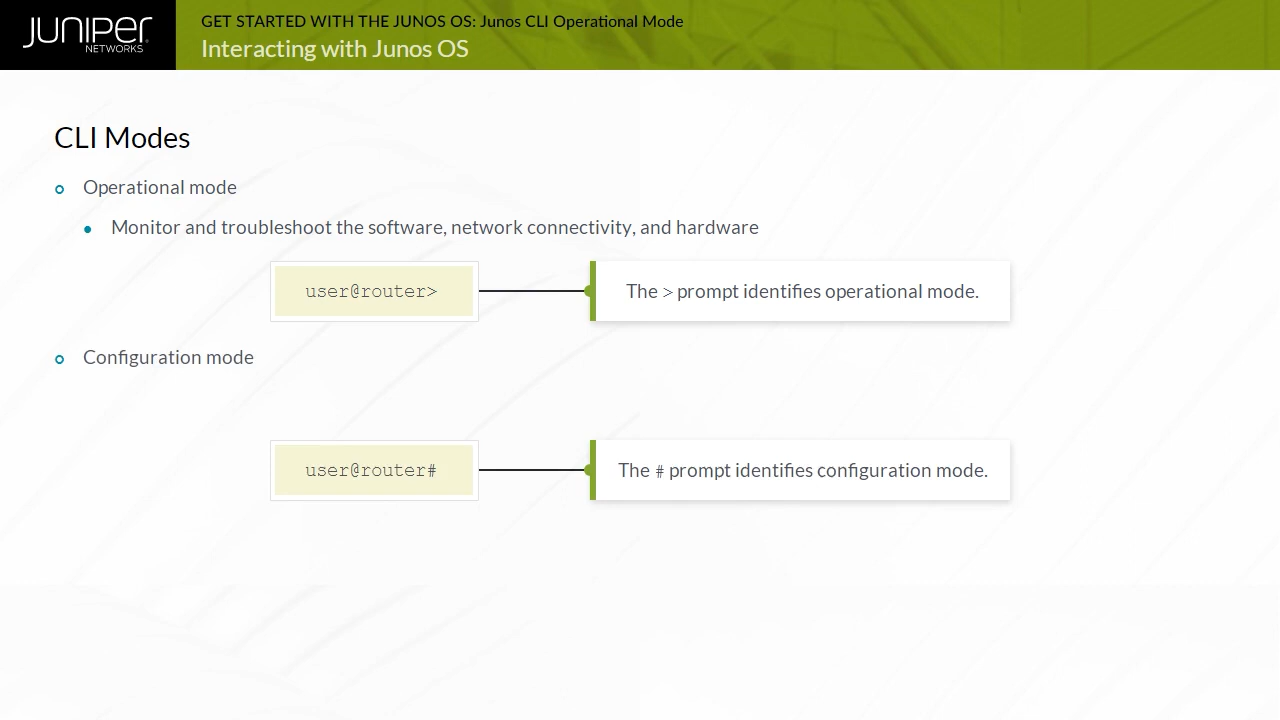 JUNIPER
NETWORKS
GET STARTED WITH THE JUNOS OS: Junos CLI Operational Mode
Interacting with Junos OS
CLI Modes
Operational mode
Monitor and troubleshoot the software, network connectivity, and hardware
user@router>
The > prompt identifies operational mode.
Configuration mode
user@router#
The # prompt identifies configuration mode.